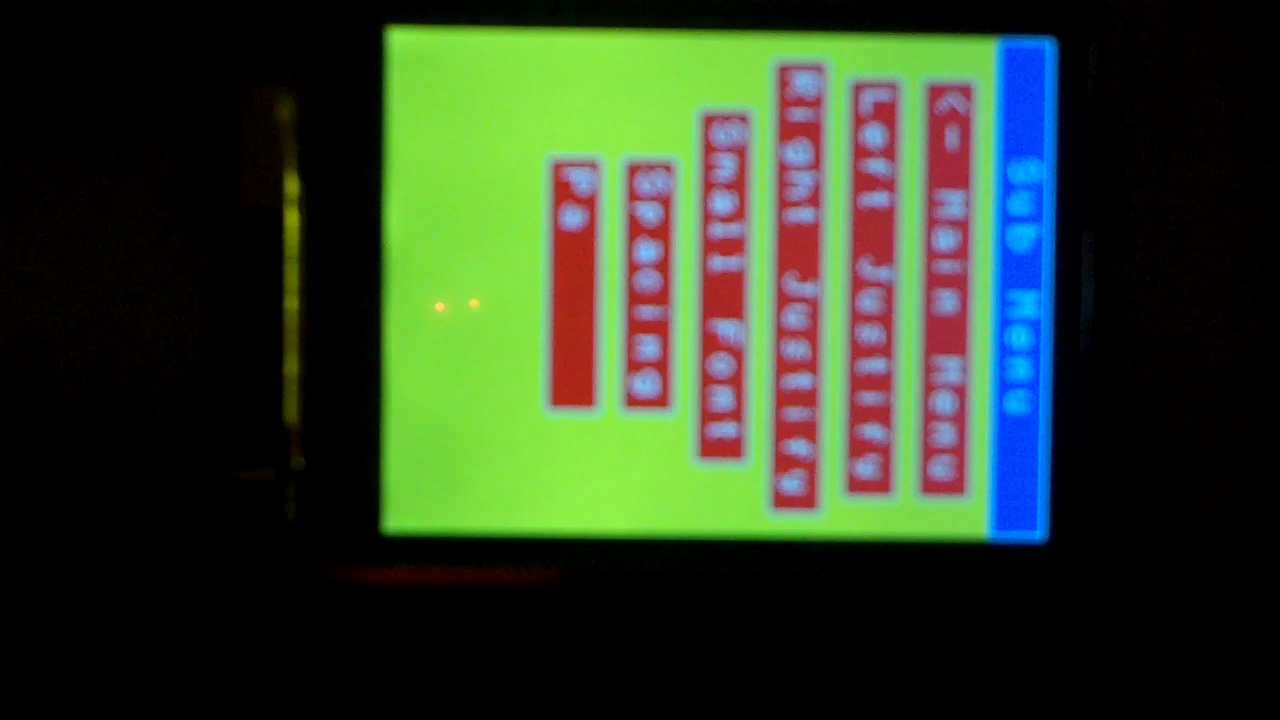 Sub Menu
<- Main Menu
Left Justify
Right Justify
Small Font
Spacing
Pa